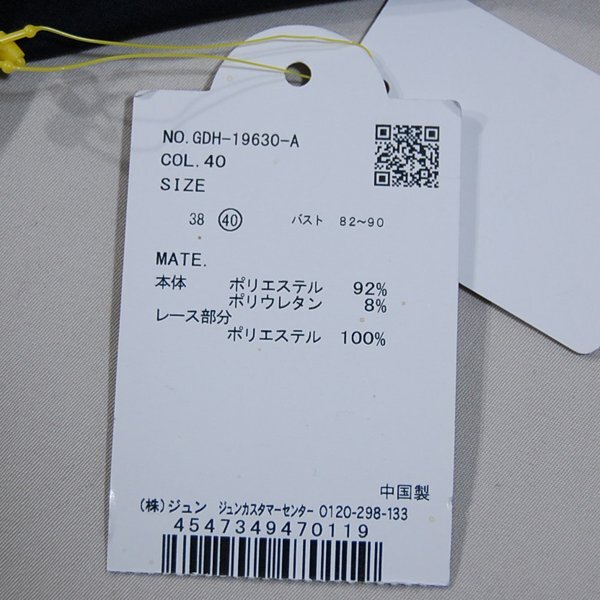 NO.GDH-19630-A
COL.40
SIZE
38 40 バスト 82~90
MATE.
本体 ポリエステル 92%
ポリウレタン 8%
レース部分
ポリエステル 100%
中国製
(株)ジュン ジュンカスタマーセンター 0120-298-133
4547349470119